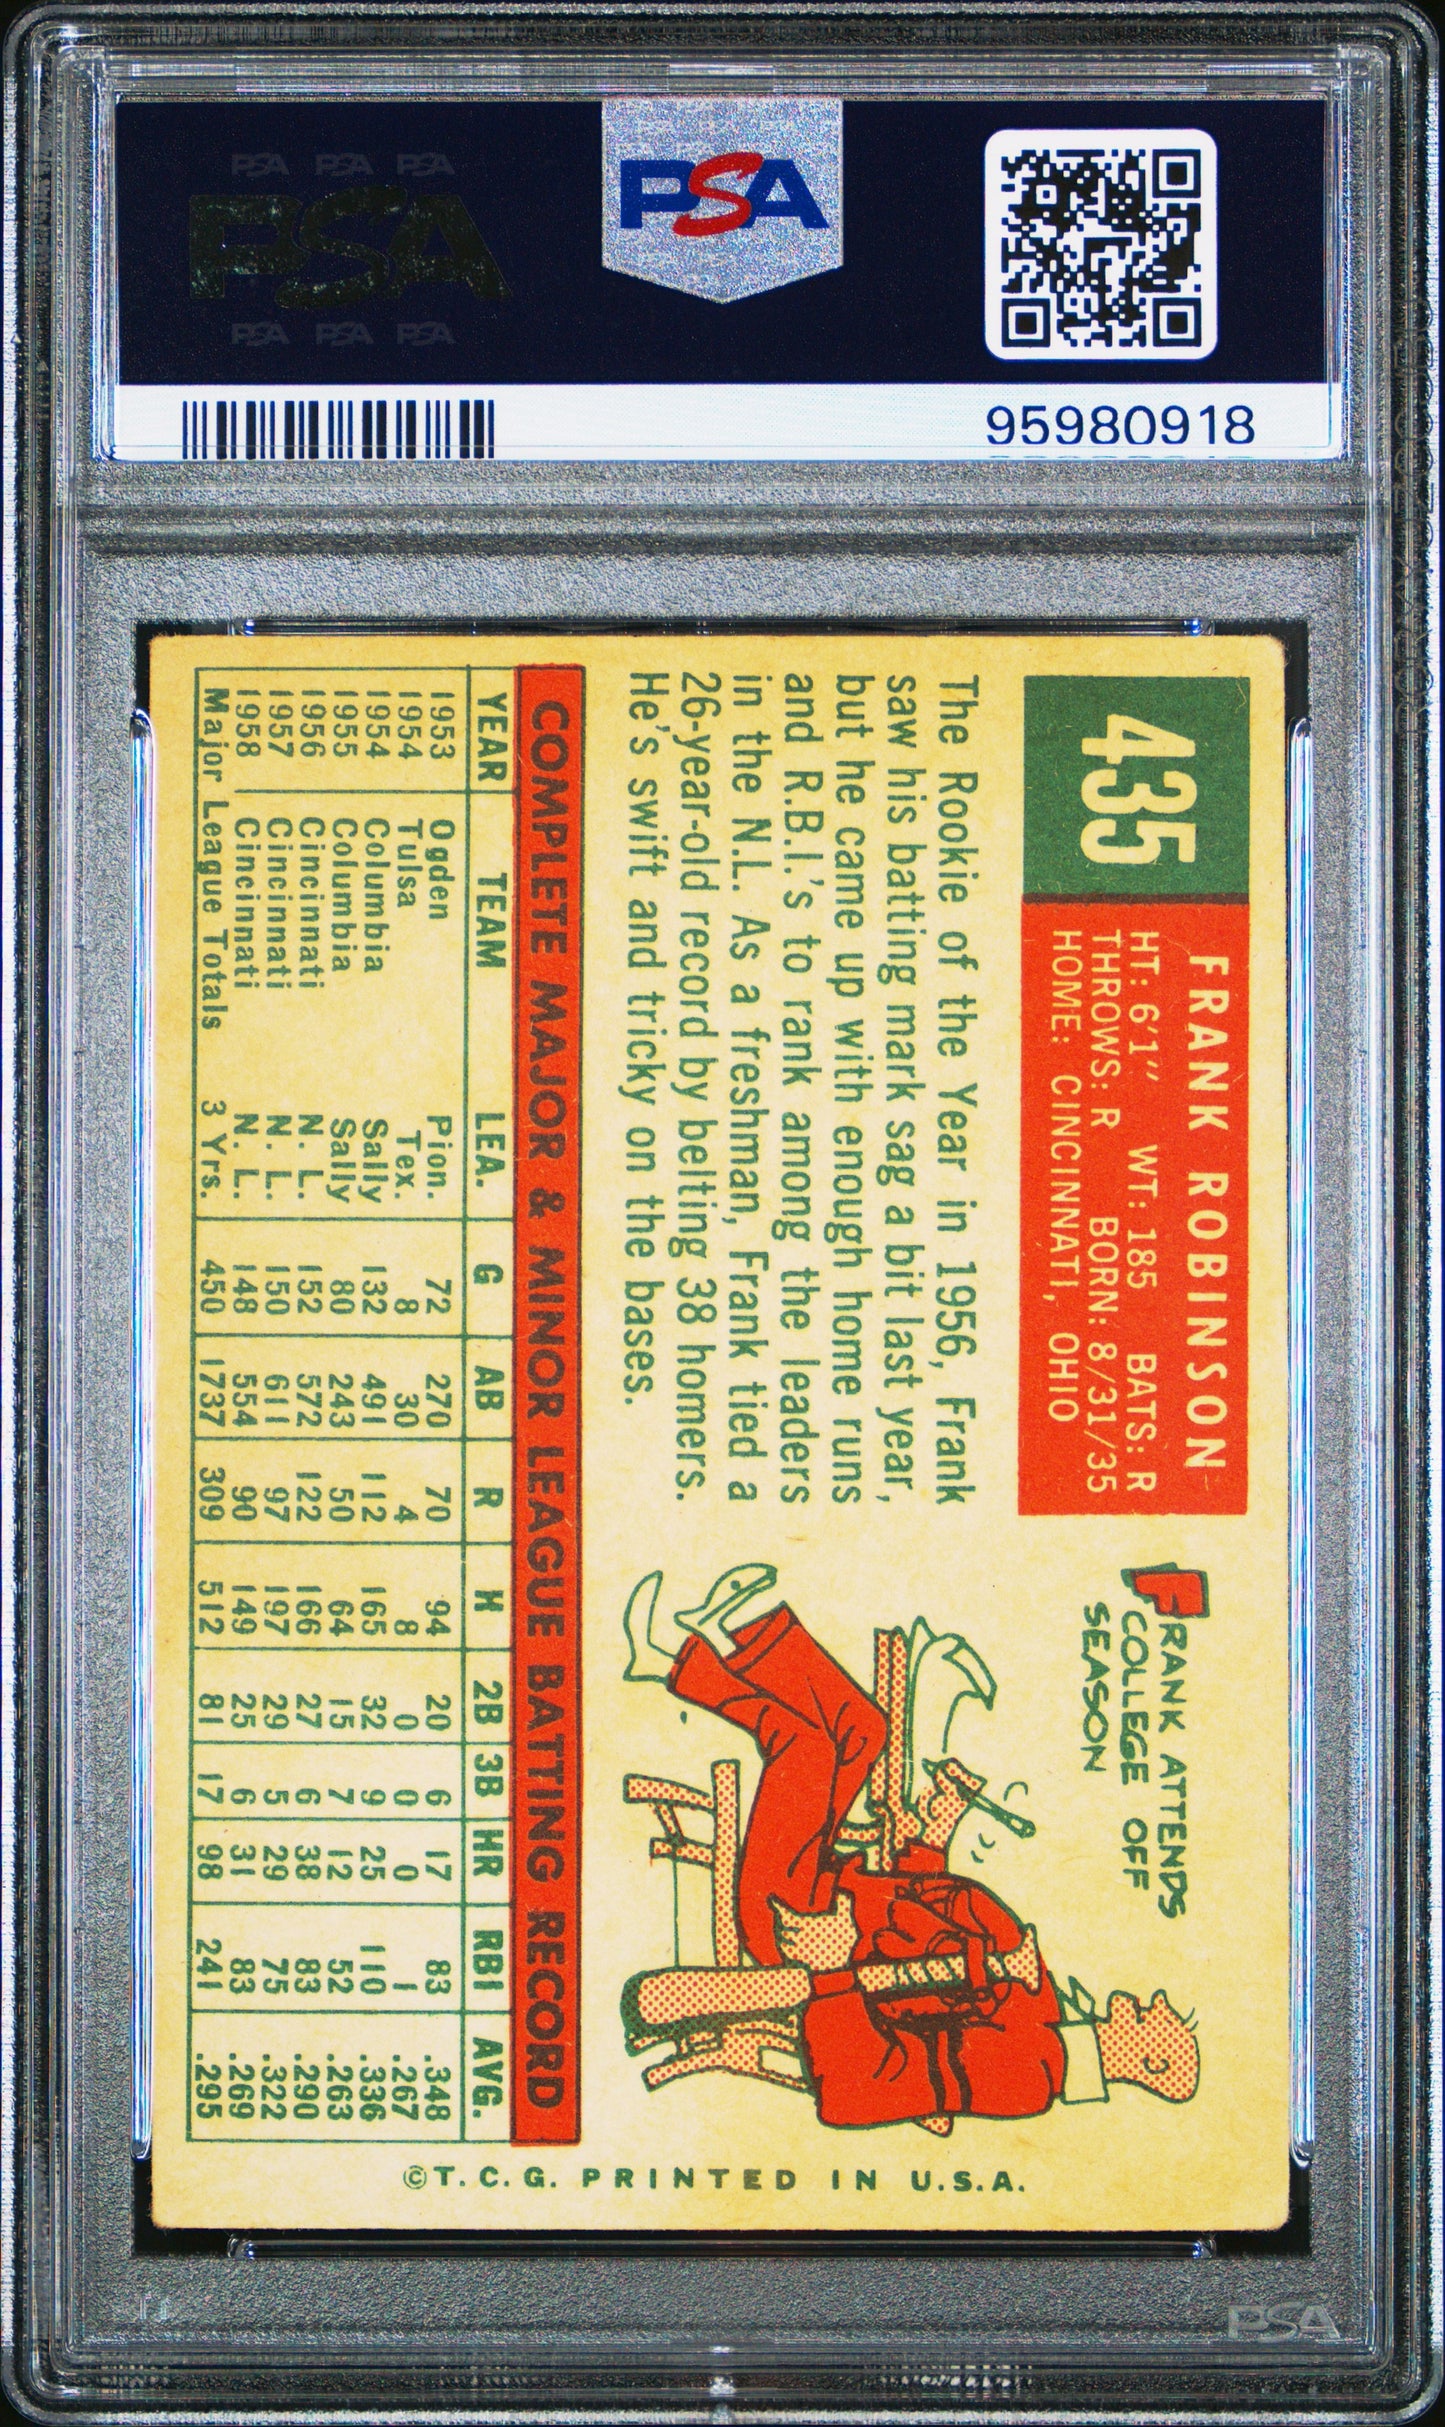 PSA PSA PSA
PSA
PSA PSA PSA
PSA
95980918
435
FRANK ROBINSON
HT: 6'1" WT: 185 BATS: R
THROWS: R BORN: 8/31/35
HOME: CINCINNATI, OHIO
The Rookie of the Year in 1956, Frank
saw his batting mark sag a bit last year,
but he came up with enough home runs
and R.B.I.'s to rank among the leaders
in the N.L. As a freshman, Frank tied a
26-year-old record by belting 38 homers.
He's swift and tricky on the bases.
FRANK ATTENDS
COLLEGE OFF
SEASON
COMPLETE MAJOR & MINOR LEAGUE BATTING RECORD
YEAR TEAM LEA. G AB R H 2B 3B HR RBI AVG.
1953 Ogden Pion. 72 270 70 94 20 6 17 83 .348
1954 Tulsa Tex. 8 30 4 8 0 0 0 1 .267
1954 Columbia Sally 132 491 112 165 32 9 25 110 .336
1955 Columbia Sally 80 243 50 64 15 7 12 52 .263
1956 Cincinnati N. L. 152 572 122 166 27 6 38 83 .290
1957 Cincinnati N. L. 150 611 97 197 29 5 29 75 .322
1958 Cincinnati N. L. 148 554 90 149 25 6 31 83 .269
Major League Totals 3 Yrs. 450 1737 309 512 81 17 98 241 .295
©T. C. G. PRINTED IN U.S.A.
PSA